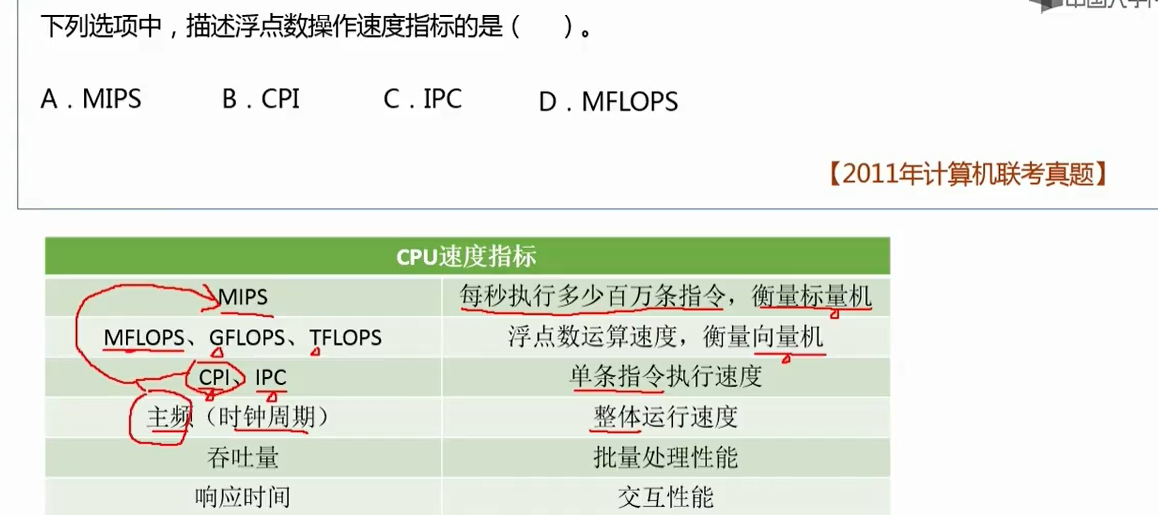 下列选项中，描述浮点数操作速度指标的是（ ）。
A．MIPS B．CPI C．IPC D．MFLOPS
【2011年计算机联考真题】
CPU速度指标
MIPS 每秒执行多少百万条指令，衡量标量机
MFLOPS、GFLOPS、TFLOPS 浮点数运算速度，衡量向量机
CPI、IPC 单条指令执行速度
主频（时钟周期） 整体运行速度
吞吐量 批量处理性能
响应时间 交互性能